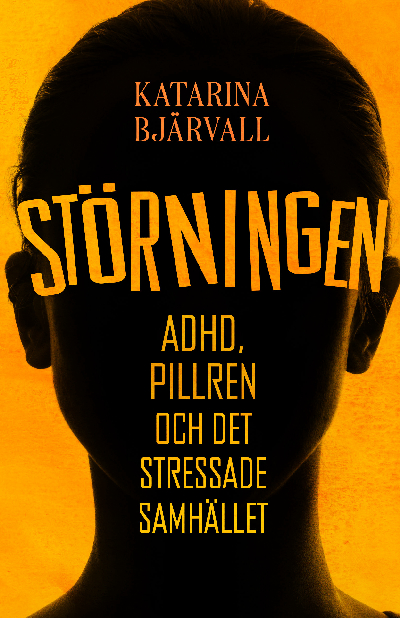 KATARINA
BJÄRVALL
STÖRNINGEN
ADHD,
PILLREN
OCH DET
STRESSADE
SAMHÄLLET